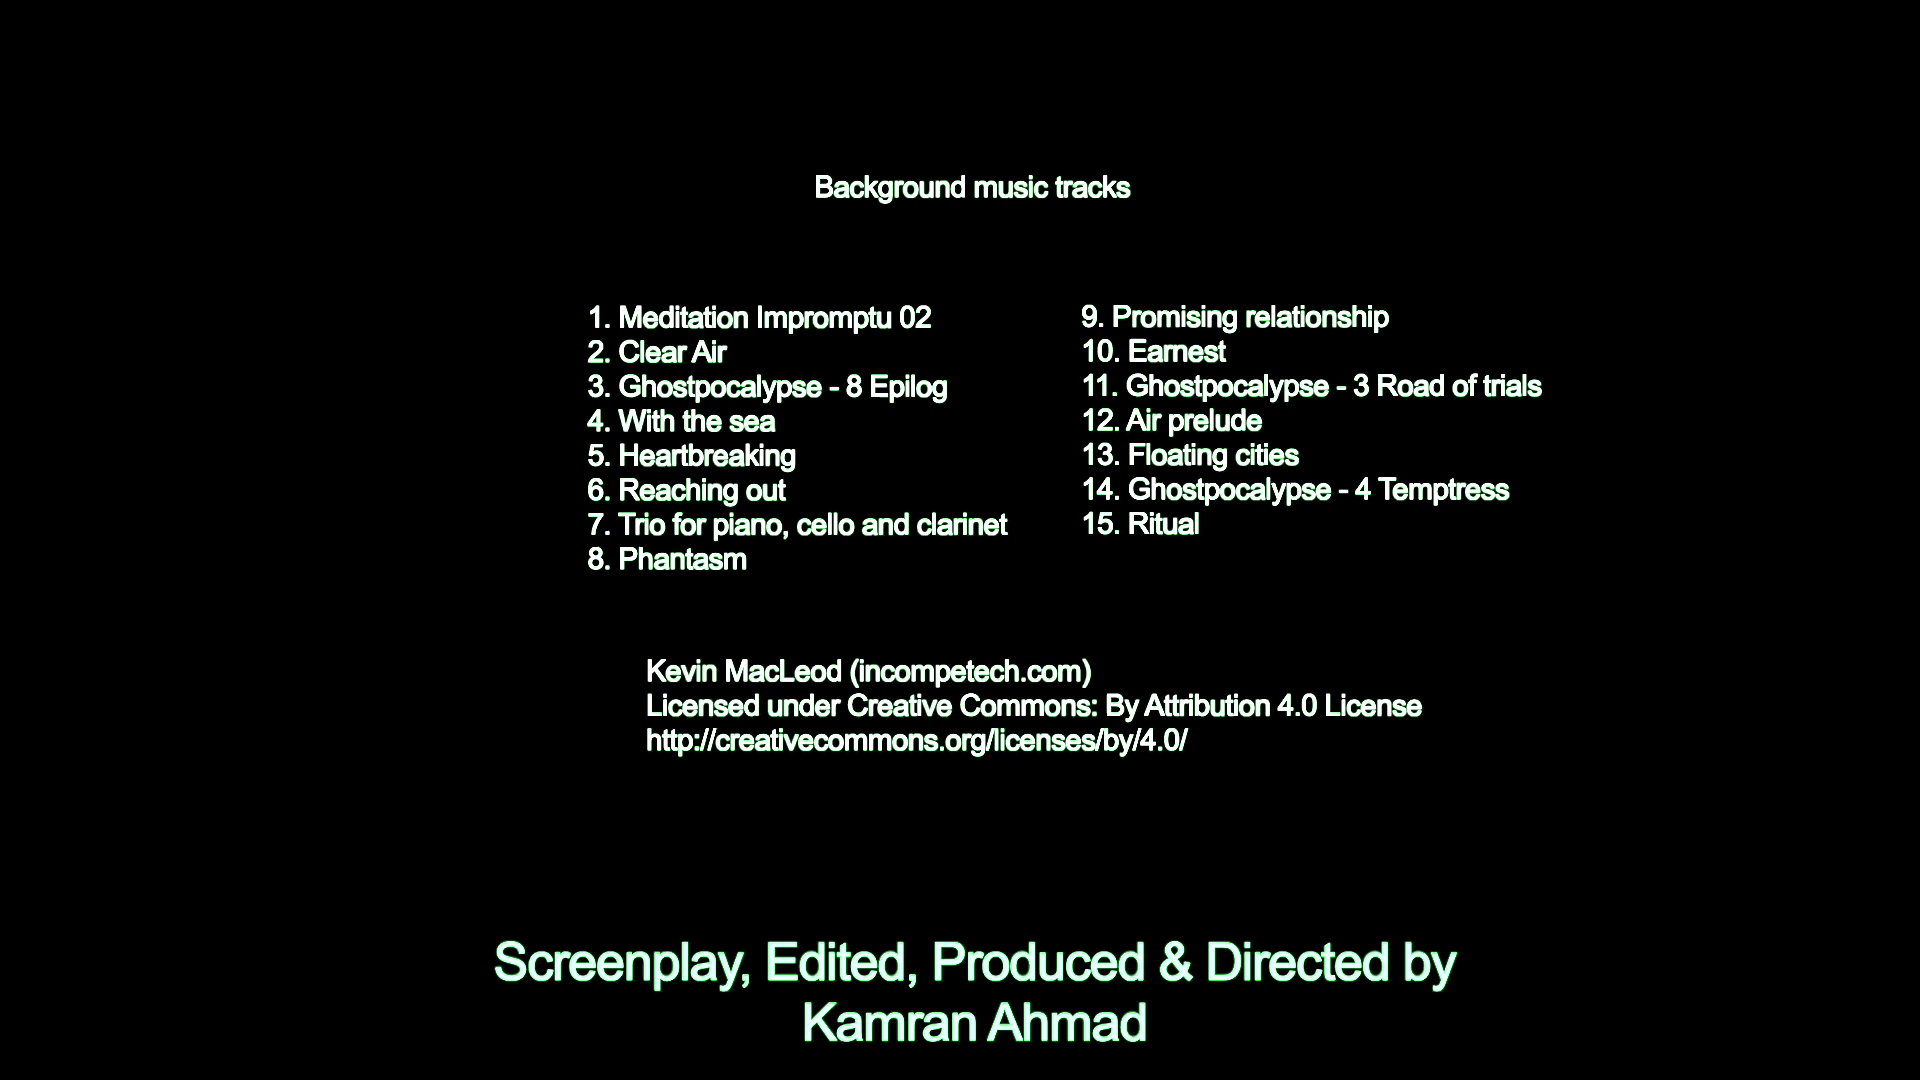 Background music tracks
1. Meditation Impromptu 02
2. Clear Air
3. Ghostpocalypse - 8 Epilog
4. With the sea
5. Heartbreaking
6. Reaching out
7. Trio for piano, cello and clarinet
8. Phantasm
9. Promising relationship
10. Earnest
11. Ghostpocalypse - 3 Road of trials
12. Air prelude
13. Floating cities
14. Ghostpocalypse - 4 Temptress
15. Ritual
Kevin MacLeod (incompetech.com)
Licensed under Creative Commons: By Attribution 4.0 License
http://creativecommons.org/licenses/by/4.0/
Screenplay, Edited, Produced & Directed by
Kamran Ahmad